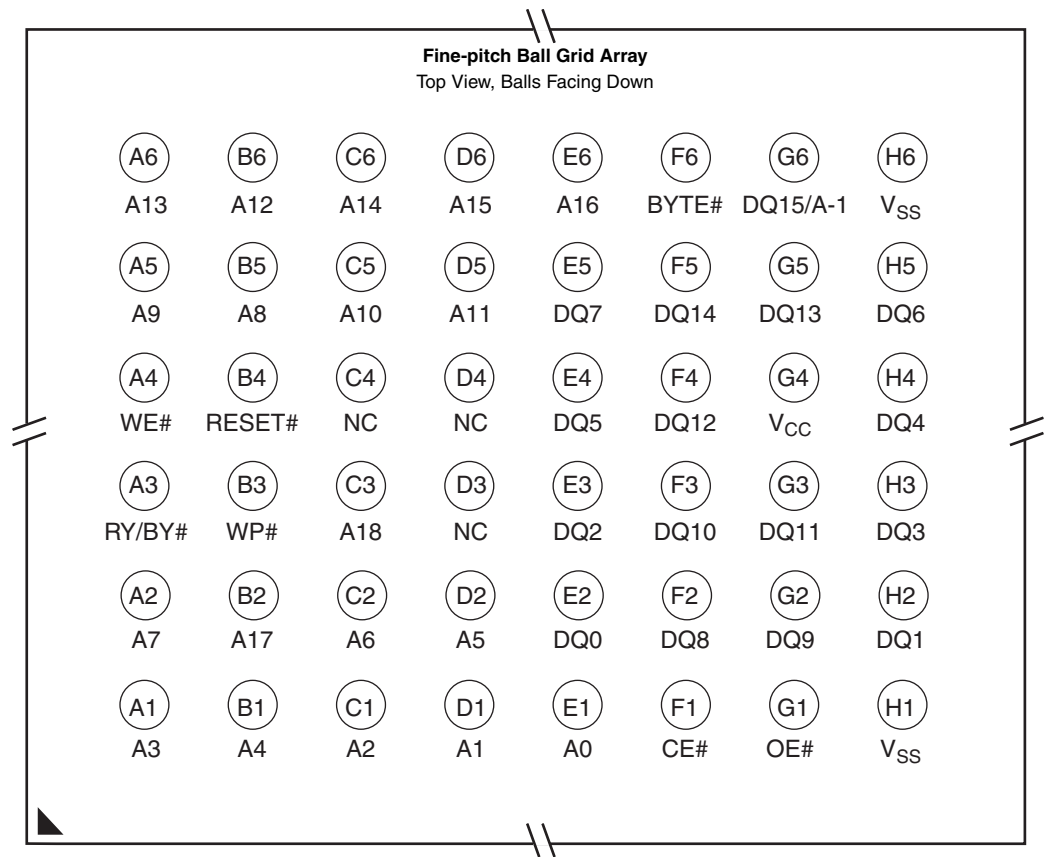 Fine-pitch Ball Grid Array
Top View, Balls Facing Down
A6 B6 C6 D6 E6 F6 G6 H6
A13 A12 A14 A15 A16 BYTE# DQ15/A-1 VSS
A5 B5 C5 D5 E5 F5 G5 H5
A9 A8 A10 A11 DQ7 DQ14 DQ13 DQ6
A4 B4 C4 D4 E4 F4 G4 H4
WE# RESET# NC NC DQ5 DQ12 VCC DQ4
A3 B3 C3 D3 E3 F3 G3 H3
RY/BY# WP# A18 NC DQ2 DQ10 DQ11 DQ3
A2 B2 C2 D2 E2 F2 G2 H2
A7 A17 A6 A5 DQ0 DQ8 DQ9 DQ1
A1 B1 C1 D1 E1 F1 G1 H1
A3 A4 A2 A1 A0 CE# OE# VSS